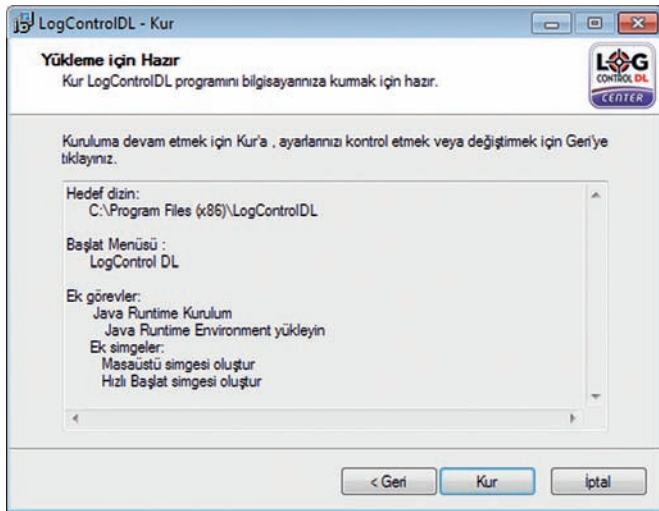 LogControlDL - Kur
Yükleme için Hazır
Kur LogControlDL programını bilgisayarınıza kurmak için hazır.
LOG
CONTROL DL
CENTER
Kuruluma devam etmek için Kur'a , ayarlarınızı kontrol etmek veya değiştirmek için Geri'ye
tıklayınız.
Hedef dizin:
C:\Program Files (x86)\LogControlDL
Başlat Menüsü :
LogControl DL
Ek görevler:
Java Runtime Kurulum
Java Runtime Environment yükleyin
Ek simgeler:
Masaüstü simgesi oluştur
Hızlı Başlat simgesi oluştur
< Geri
Kur
İptal